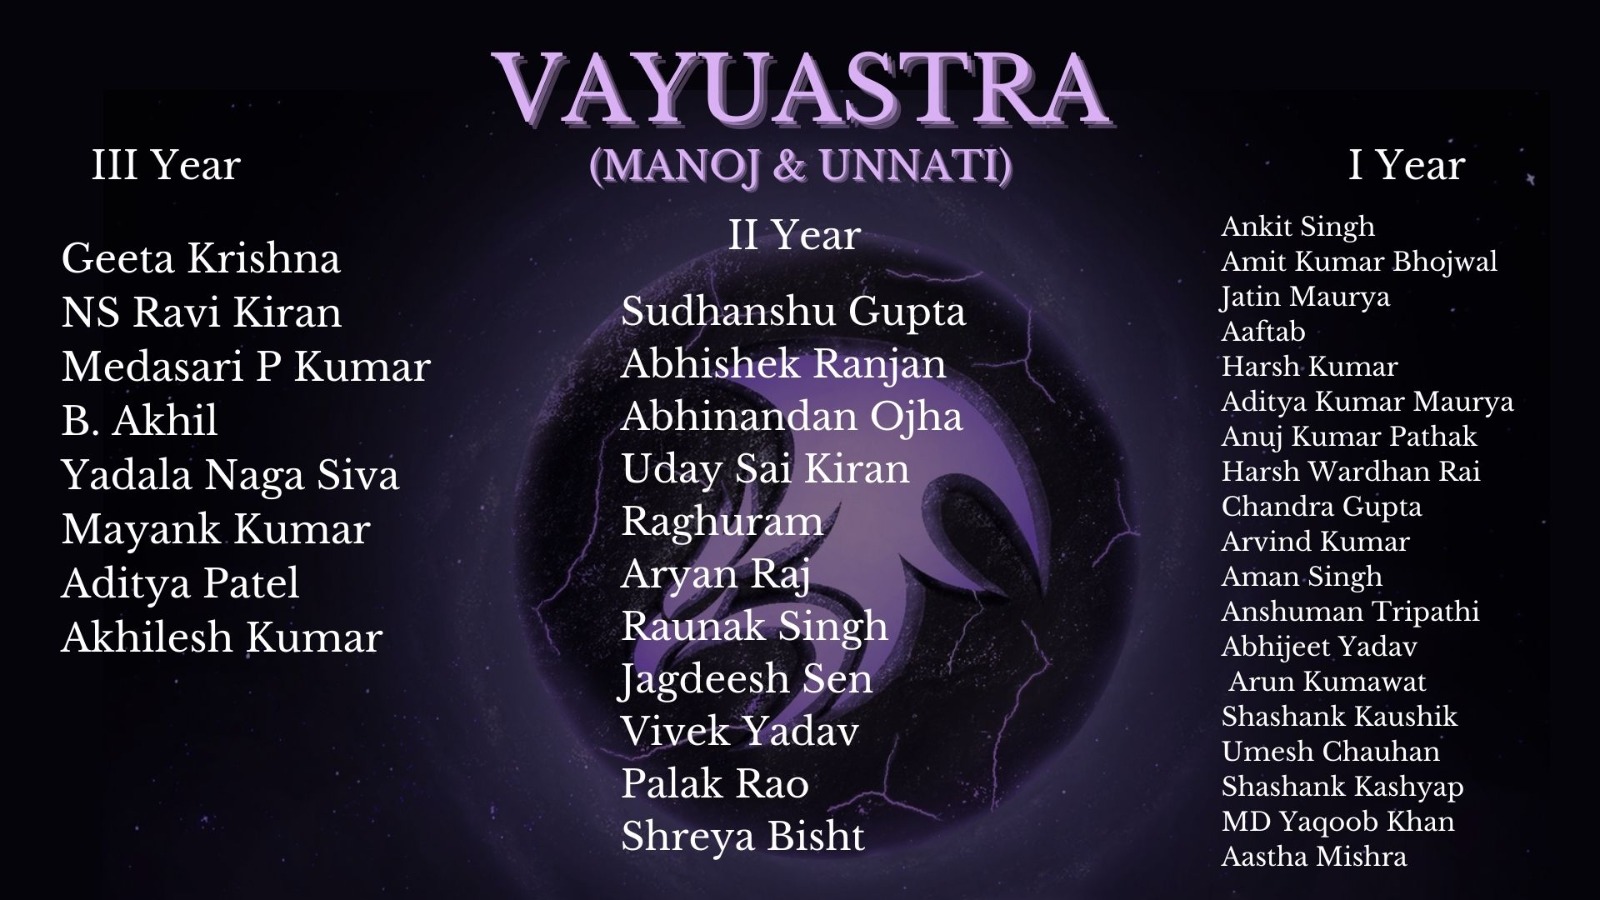 VAYUASTRA
(MANOJ & UNNATI)
III Year
Geeta Krishna
NS Ravi Kiran
Medasari P Kumar
B. Akhil
Yadala Naga Siva
Mayank Kumar
Aditya Patel
Akhilesh Kumar
II Year
Sudhanshu Gupta
Abhishek Ranjan
Abhinandan Ojha
Uday Sai Kiran
Raghuram
Aryan Raj
Raunak Singh
Jagdeesh Sen
Vivek Yadav
Palak Rao
Shreya Bisht
I Year
Ankit Singh
Amit Kumar Bhojwal
Jatin Maurya
Aaftab
Harsh Kumar
Aditya Kumar Maurya
Anuj Kumar Pathak
Harsh Wardhan Rai
Chandra Gupta
Arvind Kumar
Aman Singh
Anshuman Tripathi
Abhijeet Yadav
Arun Kumawat
Shashank Kaushik
Umesh Chauhan
Shashank Kashyap
MD Yaqoob Khan
Aastha Mishra